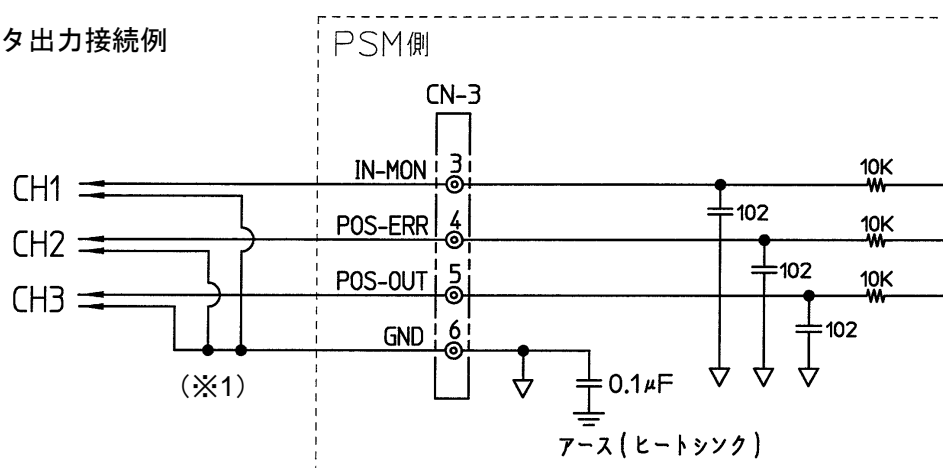 タ出力接続例
PSM側
CN-3
CH1
IN-MON 3
10K
102
CH2
POS-ERR 4
10K
102
CH3
POS-OUT 5
10K
102
GND 6
(※1)
0.1μF
アース(ヒートシンク)